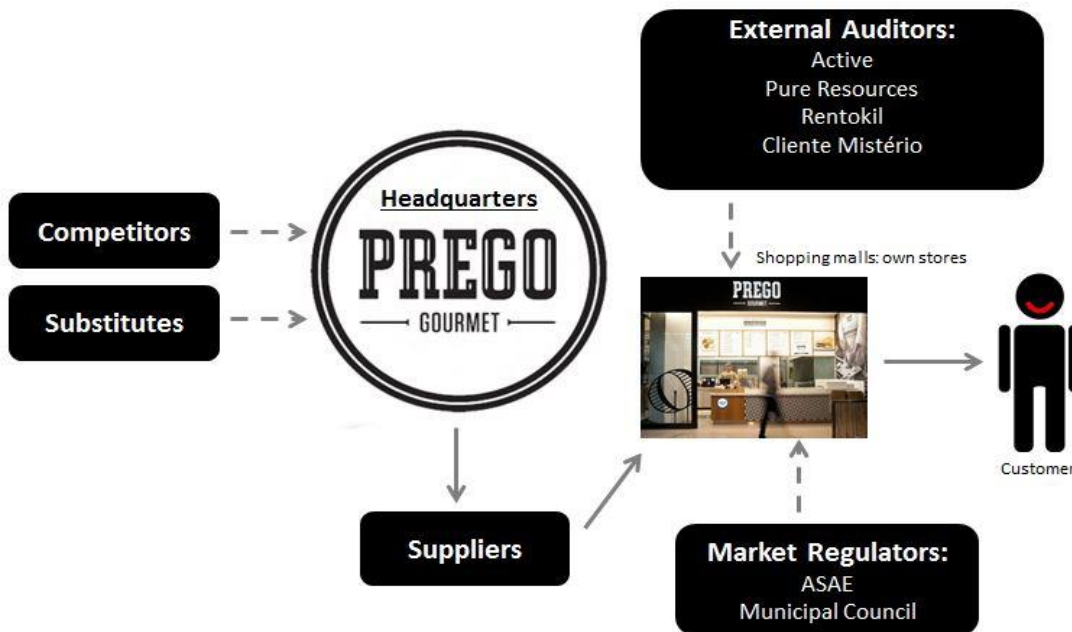 External Auditors:
Active
Pure Resources
Rentokil
Cliente Mistério
Headquarters
PREGO
GOURMET
Competitors
Substitutes
Shopping malls: own stores
PREGO
GOURMET
Customer
Suppliers
Market Regulators:
ASAE
Municipal Council